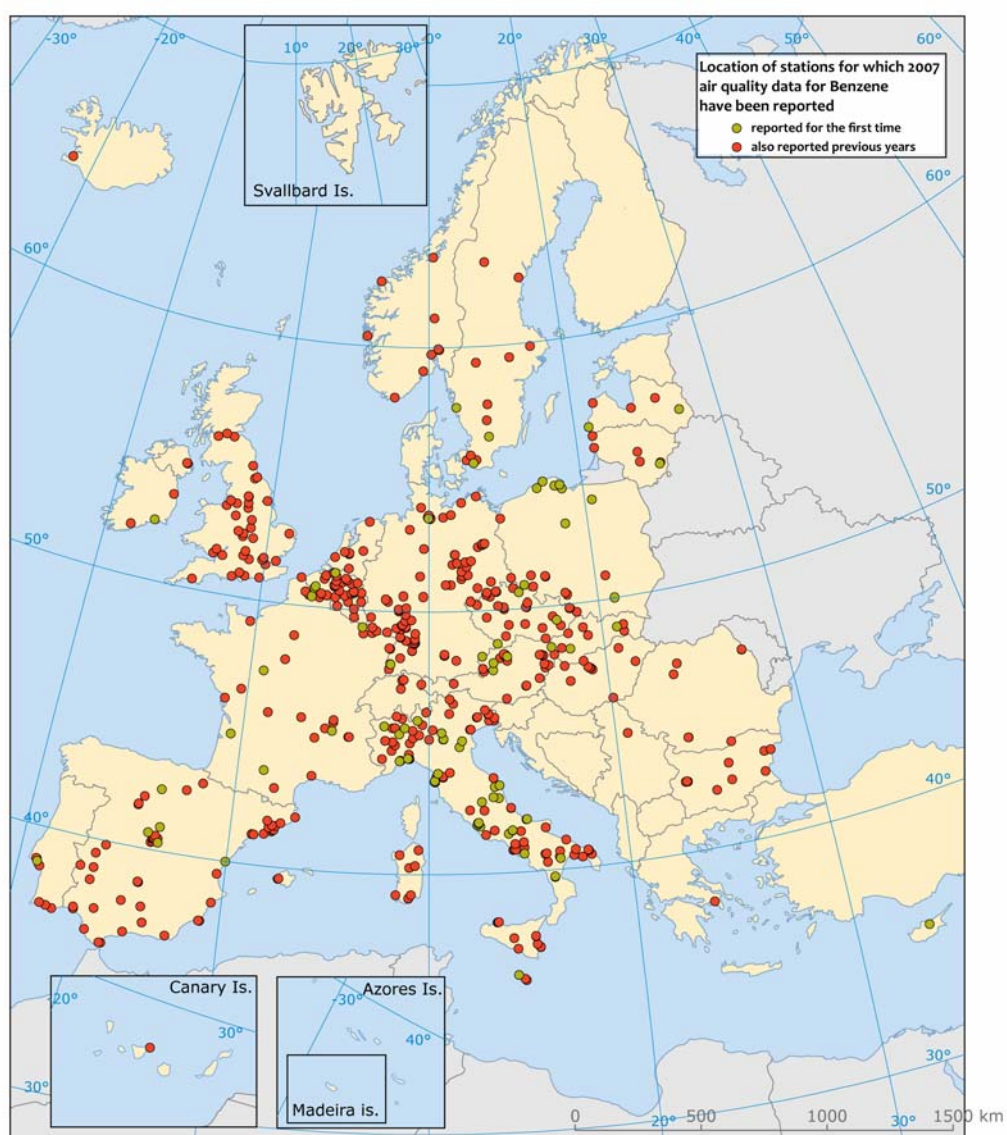 -30°
-20°
10°
20°
30°
0°
20°
30°
40°
50°
60°
Location of stations for which 2007
air quality data for Benzene
have been reported
reported for the first time
also reported previous years
Svallbard Is.
60°
60°
50°
50°
40°
40°
Canary Is.
-20°
30°
30°
Azores Is.
-30°
40°
Madeira is.
30°
0 500 1000 1500 km
20°
30°